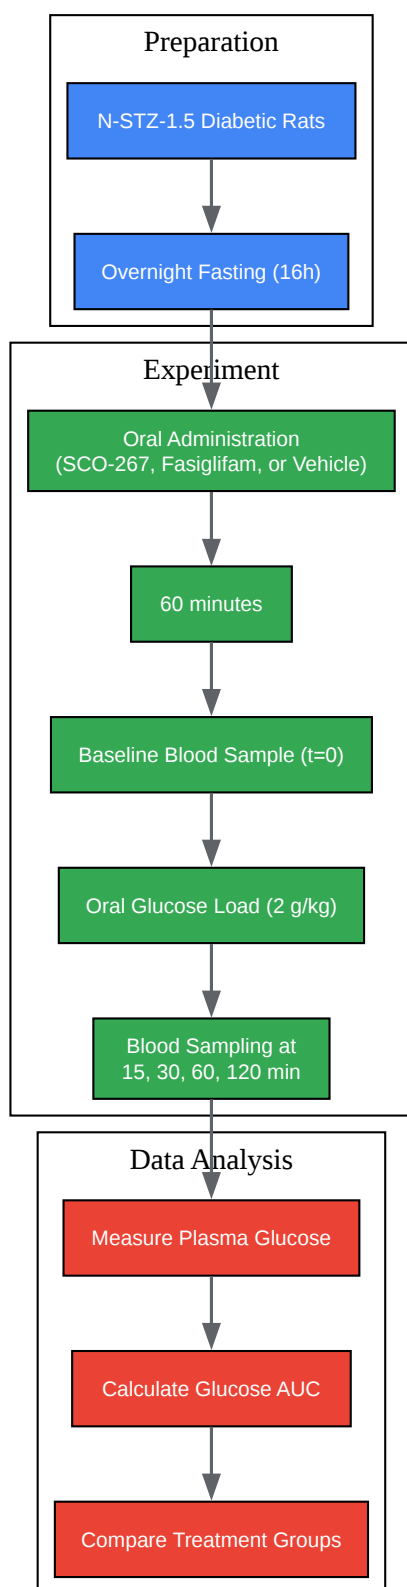 Preparation
N-STZ-1.5 Diabetic Rats
Overnight Fasting (16h)
Experiment
Oral Administration
(SCO-267, Fasiglifam, or Vehicle)
60 minutes
Baseline Blood Sample (t=0)
Oral Glucose Load (2 g/kg)
Blood Sampling at
15, 30, 60, 120 min
Data Analysis
Measure Plasma Glucose
Calculate Glucose AUC
Compare Treatment Groups